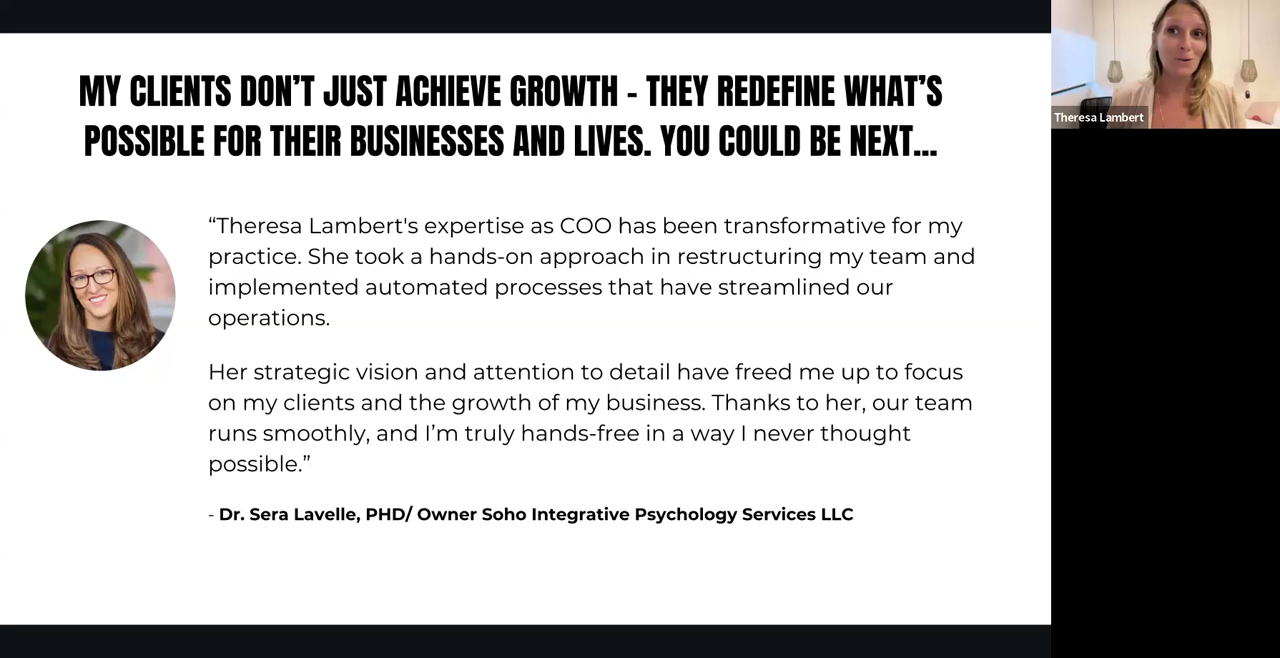 MY CLIENTS DON’T JUST ACHIEVE GROWTH - THEY REDEFINE WHAT’S
POSSIBLE FOR THEIR BUSINESSES AND LIVES. YOU COULD BE NEXT...
“Theresa Lambert's expertise as COO has been transformative for my
practice. She took a hands-on approach in restructuring my team and
implemented automated processes that have streamlined our
operations.
Her strategic vision and attention to detail have freed me up to focus
on my clients and the growth of my business. Thanks to her, our team
runs smoothly, and I’m truly hands-free in a way I never thought
possible.”
- Dr. Sera Lavelle, PHD/ Owner Soho Integrative Psychology Services LLC
Theresa Lambert